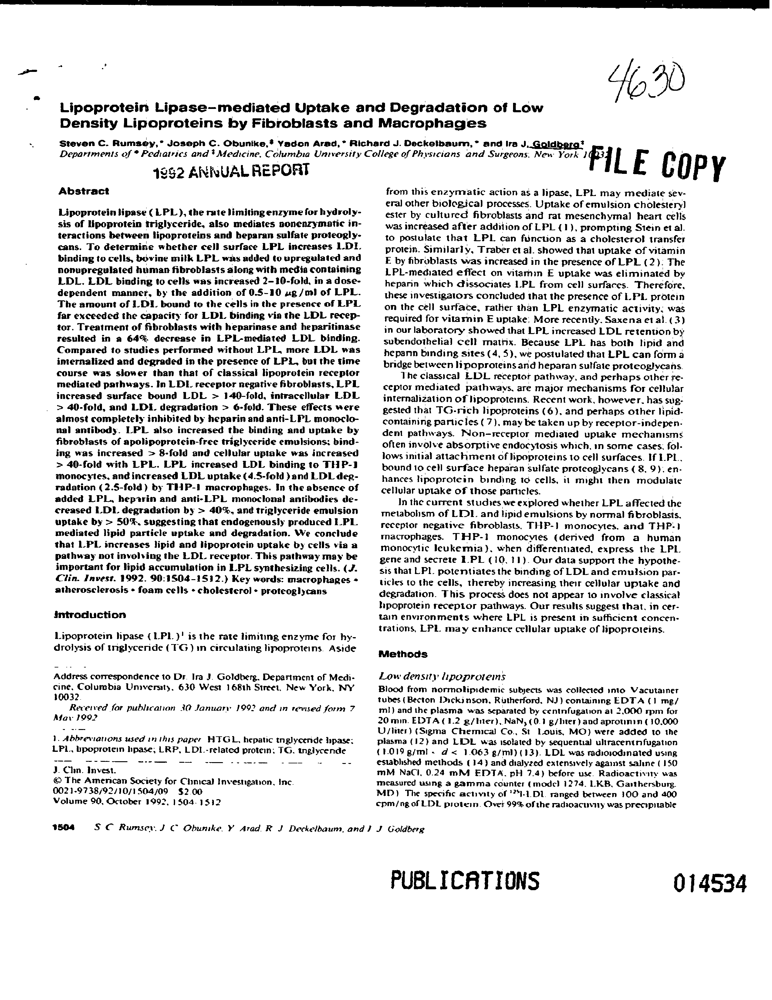 4630
Lipoprotein Lipase–mediated Uptake and Degradation of Low
Density Lipoproteins by Fibroblasts and Macrophages
Steven C. Rumsey,* Joseph C. Obunike,‡ Yadon Arad,* Richard J. Deckelbaum,* and Ira J. Goldberg‡
Departments of *Pediatrics and ‡Medicine, Columbia University College of Physicians and Surgeons, New York 10032
FILE COPY
1992 ANNUAL REPORT
Abstract
Lipoprotein lipase (LPL), the rate limiting enzyme for hydroly-
sis of lipoprotein triglyceride, also mediates nonenzymatic in-
teractions between lipoproteins and heparan sulfate proteogly-
cans. To determine whether cell surface LPL increases LDL
binding to cells, bovine milk LPL was added to upregulated and
nonupregulated human fibroblasts along with media containing
LDL. LDL binding to cells was increased 2–10-fold, in a dose-
dependent manner, by the addition of 0.5–10 μg/ml of LPL.
The amount of LDL bound to the cells in the presence of LPL
far exceeded the capacity for LDL binding via the LDL recep-
tor. Treatment of fibroblasts with heparinase and heparitinase
resulted in a 64% decrease in LPL-mediated LDL binding.
Compared to studies performed without LPL, more LDL was
internalized and degraded in the presence of LPL, but the time
course was slower than that of classical lipoprotein receptor
mediated pathways. In LDL receptor negative fibroblasts, LPL
increased surface bound LDL > 140-fold, intracellular LDL
> 40-fold, and LDL degradation > 6-fold. These effects were
almost completely inhibited by heparin and anti-LPL monoclo-
nal antibody. LPL also increased the binding and uptake by
fibroblasts of apolipoprotein-free triglyceride emulsions; bind-
ing was increased > 8-fold and cellular uptake was increased
> 40-fold with LPL. LPL increased LDL binding to THP-1
monocytes, and increased LDL uptake (4.5-fold) and LDL deg-
radation (2.5-fold) by THP-1 macrophages. In the absence of
added LPL, heparin and anti-LPL monoclonal antibodies de-
creased LDL degradation by > 40%, and triglyceride emulsion
uptake by > 50%, suggesting that endogenously produced LPL
mediated lipid particle uptake and degradation. We conclude
that LPL increases lipid and lipoprotein uptake by cells via a
pathway not involving the LDL receptor. This pathway may be
important for lipid accumulation in LPL synthesizing cells. (J.
Clin. Invest. 1992. 90:1504–1512.) Key words: macrophages •
atherosclerosis • foam cells • cholesterol • proteoglycans
Introduction
Lipoprotein lipase (LPL)¹ is the rate limiting enzyme for hy-
drolysis of triglyceride (TG) in circulating lipoproteins. Aside
Address correspondence to Dr. Ira J. Goldberg, Department of Medi-
cine, Columbia University, 630 West 168th Street, New York, NY
10032.
Received for publication 30 January 1992 and in revised form 7
May 1992
1. Abbreviations used in this paper: HTGL, hepatic triglyceride lipase;
LPL, lipoprotein lipase; LRP, LDL-related protein; TG, triglyceride
J. Clin. Invest.
© The American Society for Clinical Investigation, Inc.
0021-9738/92/10/1504/09 $2.00
Volume 90, October 1992, 1504–1512
from this enzymatic action as a lipase, LPL may mediate sev-
eral other biological processes. Uptake of emulsion cholesteryl
ester by cultured fibroblasts and rat mesenchymal heart cells
was increased after addition of LPL (1), prompting Stein et al.
to postulate that LPL can function as a cholesterol transfer
protein. Similarly, Traber et al. showed that uptake of vitamin
E by fibroblasts was increased in the presence of LPL (2). The
LPL-mediated effect on vitamin E uptake was eliminated by
heparin which dissociates LPL from cell surfaces. Therefore,
these investigators concluded that the presence of LPL protein
on the cell surface, rather than LPL enzymatic activity, was
required for vitamin E uptake. More recently, Saxena et al. (3)
in our laboratory showed that LPL increased LDL retention by
subendothelial cell matrix. Because LPL has both lipid and
heparin binding sites (4, 5), we postulated that LPL can form a
bridge between lipoproteins and heparan sulfate proteoglycans.
The classical LDL receptor pathway, and perhaps other re-
ceptor mediated pathways, are major mechanisms for cellular
internalization of lipoproteins. Recent work, however, has sug-
gested that TG-rich lipoproteins (6), and perhaps other lipid-
containing particles (7), may be taken up by receptor-indepen-
dent pathways. Non–receptor mediated uptake mechanisms
often involve absorptive endocytosis which, in some cases, fol-
lows initial attachment of lipoproteins to cell surfaces. If LPL,
bound to cell surface heparan sulfate proteoglycans (8, 9), en-
hances lipoprotein binding to cells, it might then modulate
cellular uptake of those particles.
In the current studies we explored whether LPL affected the
metabolism of LDL and lipid emulsions by normal fibroblasts,
receptor negative fibroblasts, THP-1 monocytes, and THP-1
macrophages. THP-1 monocytes (derived from a human
monocytic leukemia), when differentiated, express the LPL
gene and secrete LPL (10, 11). Our data support the hypothe-
sis that LPL potentiates the binding of LDL and emulsion par-
ticles to the cells, thereby increasing their cellular uptake and
degradation. This process does not appear to involve classical
lipoprotein receptor pathways. Our results suggest that, in cer-
tain environments where LPL is present in sufficient concen-
trations, LPL may enhance cellular uptake of lipoproteins.
Methods
Low density lipoproteins
Blood from normolipidemic subjects was collected into Vacutainer
tubes (Becton Dickinson, Rutherford, NJ) containing EDTA (1 mg/
ml) and the plasma was separated by centrifugation at 2,000 rpm for
20 min. EDTA (1.2 g/liter), NaN₃ (0.1 g/liter) and aprotinin (10,000
U/liter) (Sigma Chemical Co., St. Louis, MO) were added to the
plasma (12) and LDL was isolated by sequential ultracentrifugation
(1.019 g/ml < d < 1.063 g/ml) (13). LDL was radioiodinated using
established methods (14) and dialyzed extensively against saline (150
mM NaCl, 0.24 mM EDTA, pH 7.4) before use. Radioactivity was
measured using a gamma counter (model 1274, LKB, Gaithersburg,
MD). The specific activity of ¹²⁵I-LDL ranged between 100 and 400
cpm/ng of LDL protein. Over 99% of the radioactivity was precipitable
1504 S. C. Rumsey, J. C. Obunike, Y. Arad, R. J. Deckelbaum, and I. J. Goldberg
PUBLICATIONS
014534